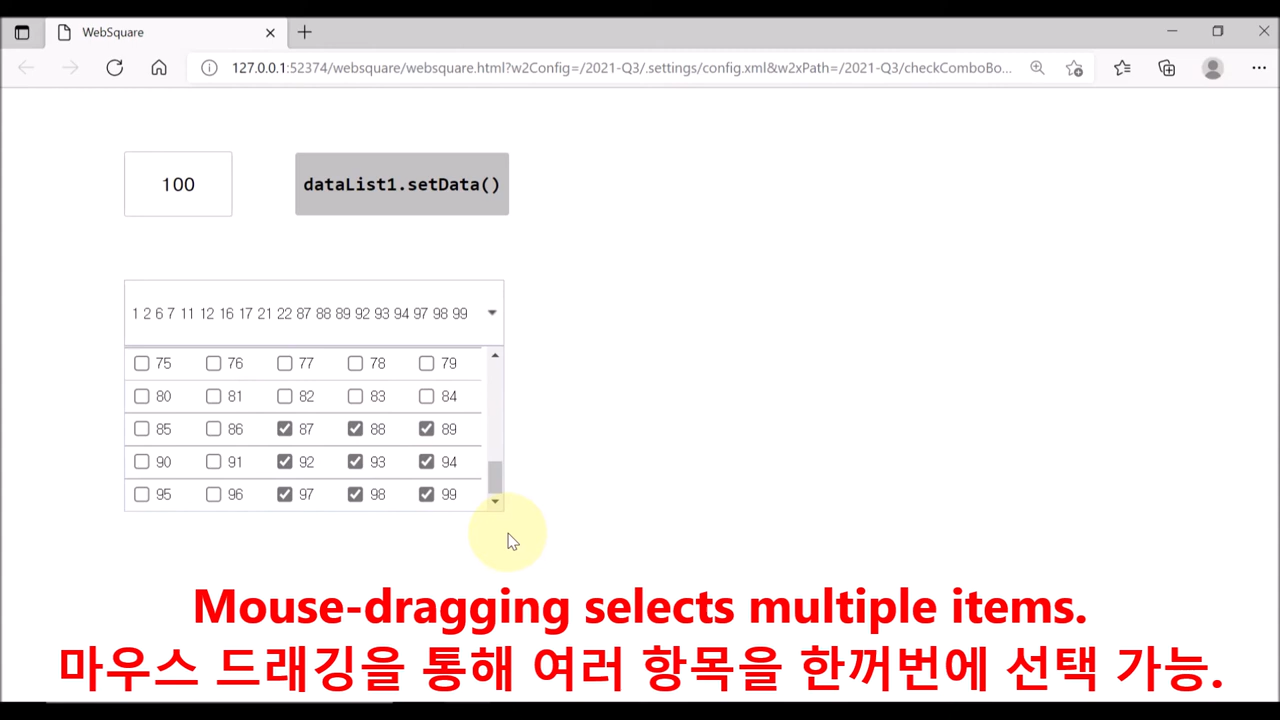 WebSquare
127.0.0.1:52374/websquare/websquare.html?w2Config=/2021-Q3/.settings/config.xml&w2xPath=/2021-Q3/checkComboBo...
100
dataList1.setData()
1 2 6 7 11 12 16 17 21 22 87 88 89 92 93 94 97 98 99
75 76 77 78 79
80 81 82 83 84
85 86 87 88 89
90 91 92 93 94
95 96 97 98 99
Mouse-dragging selects multiple items.
마우스 드래깅을 통해 여러 항목을 한꺼번에 선택 가능.